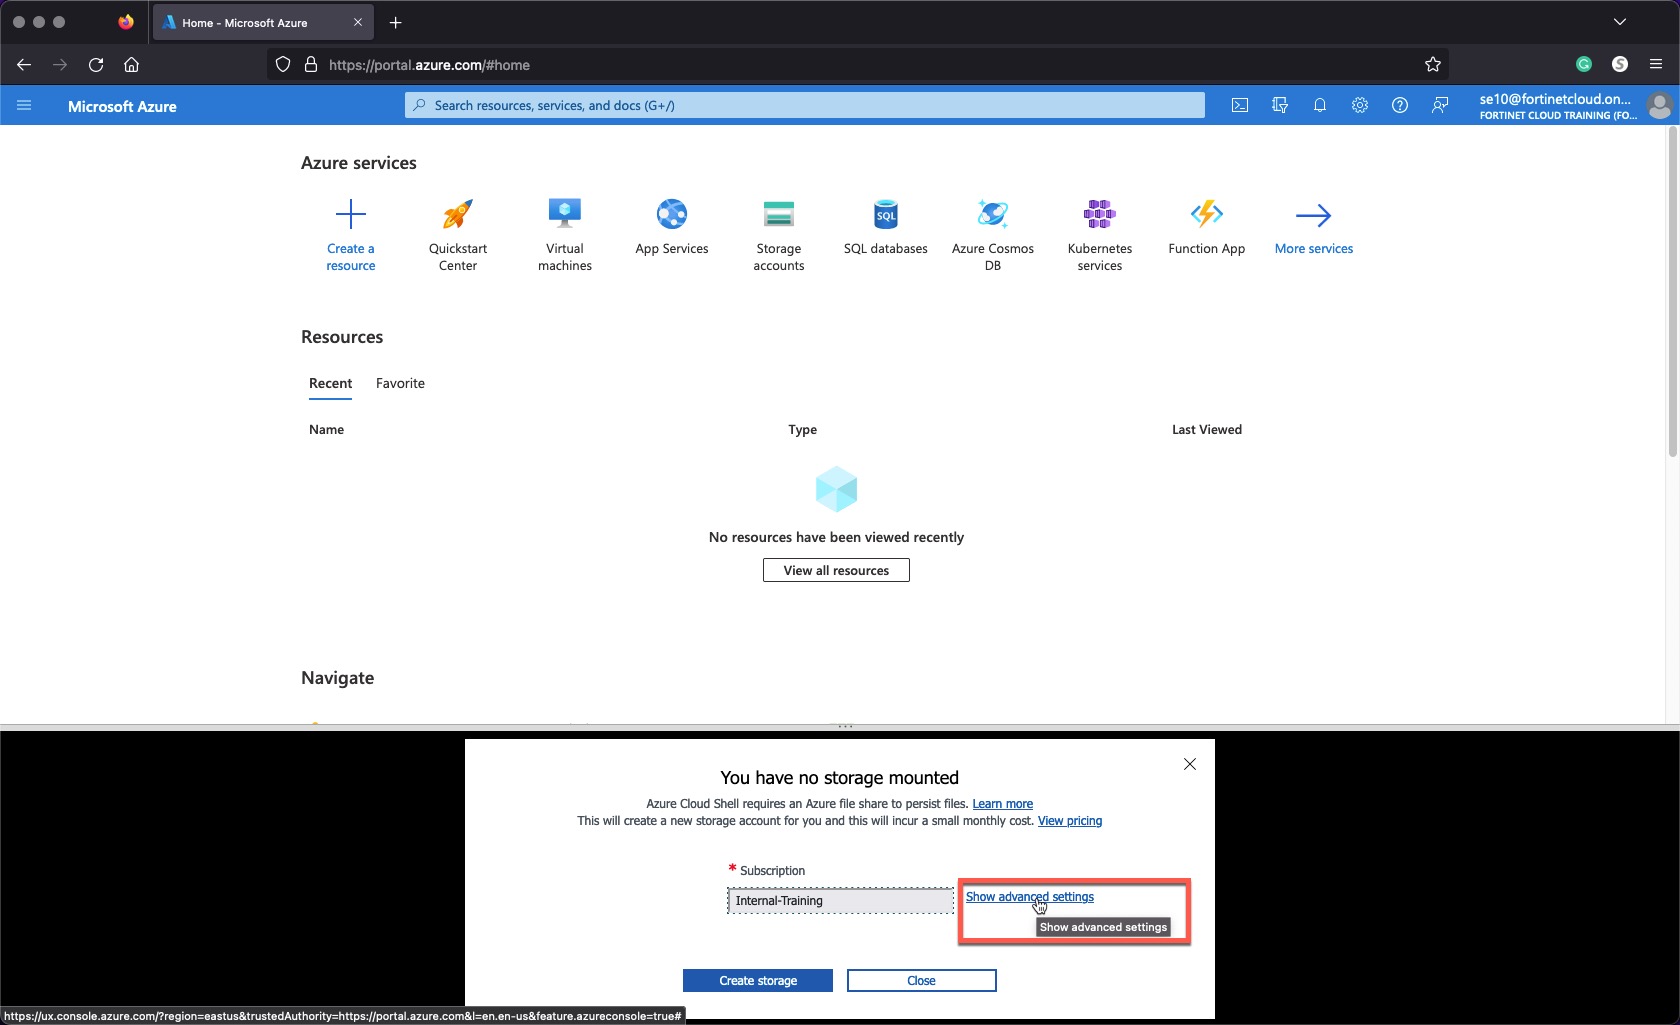 Home - Microsoft Azure
https://portal.azure.com/#home
Microsoft Azure
Search resources, services, and docs (G+/)
se10@fortinetcloud.on...
FORTINET CLOUD TRAINING (FO...
Azure services
Create a resource
Quickstart Center
Virtual machines
App Services
Storage accounts
SQL
SQL databases
Azure Cosmos DB
Kubernetes services
Function App
More services
Resources
Recent
Favorite
Name
Type
Last Viewed
No resources have been viewed recently
View all resources
Navigate
You have no storage mounted
Azure Cloud Shell requires an Azure file share to persist files. Learn more
This will create a new storage account for you and this will incur a small monthly cost. View pricing
* Subscription
Internal-Training
Show advanced settings
Show advanced settings
Create storage
Close
https://ux.console.azure.com/?region=eastus&trustedAuthority=https://portal.azure.com&l=en.en-us&feature.azureconsole=true#